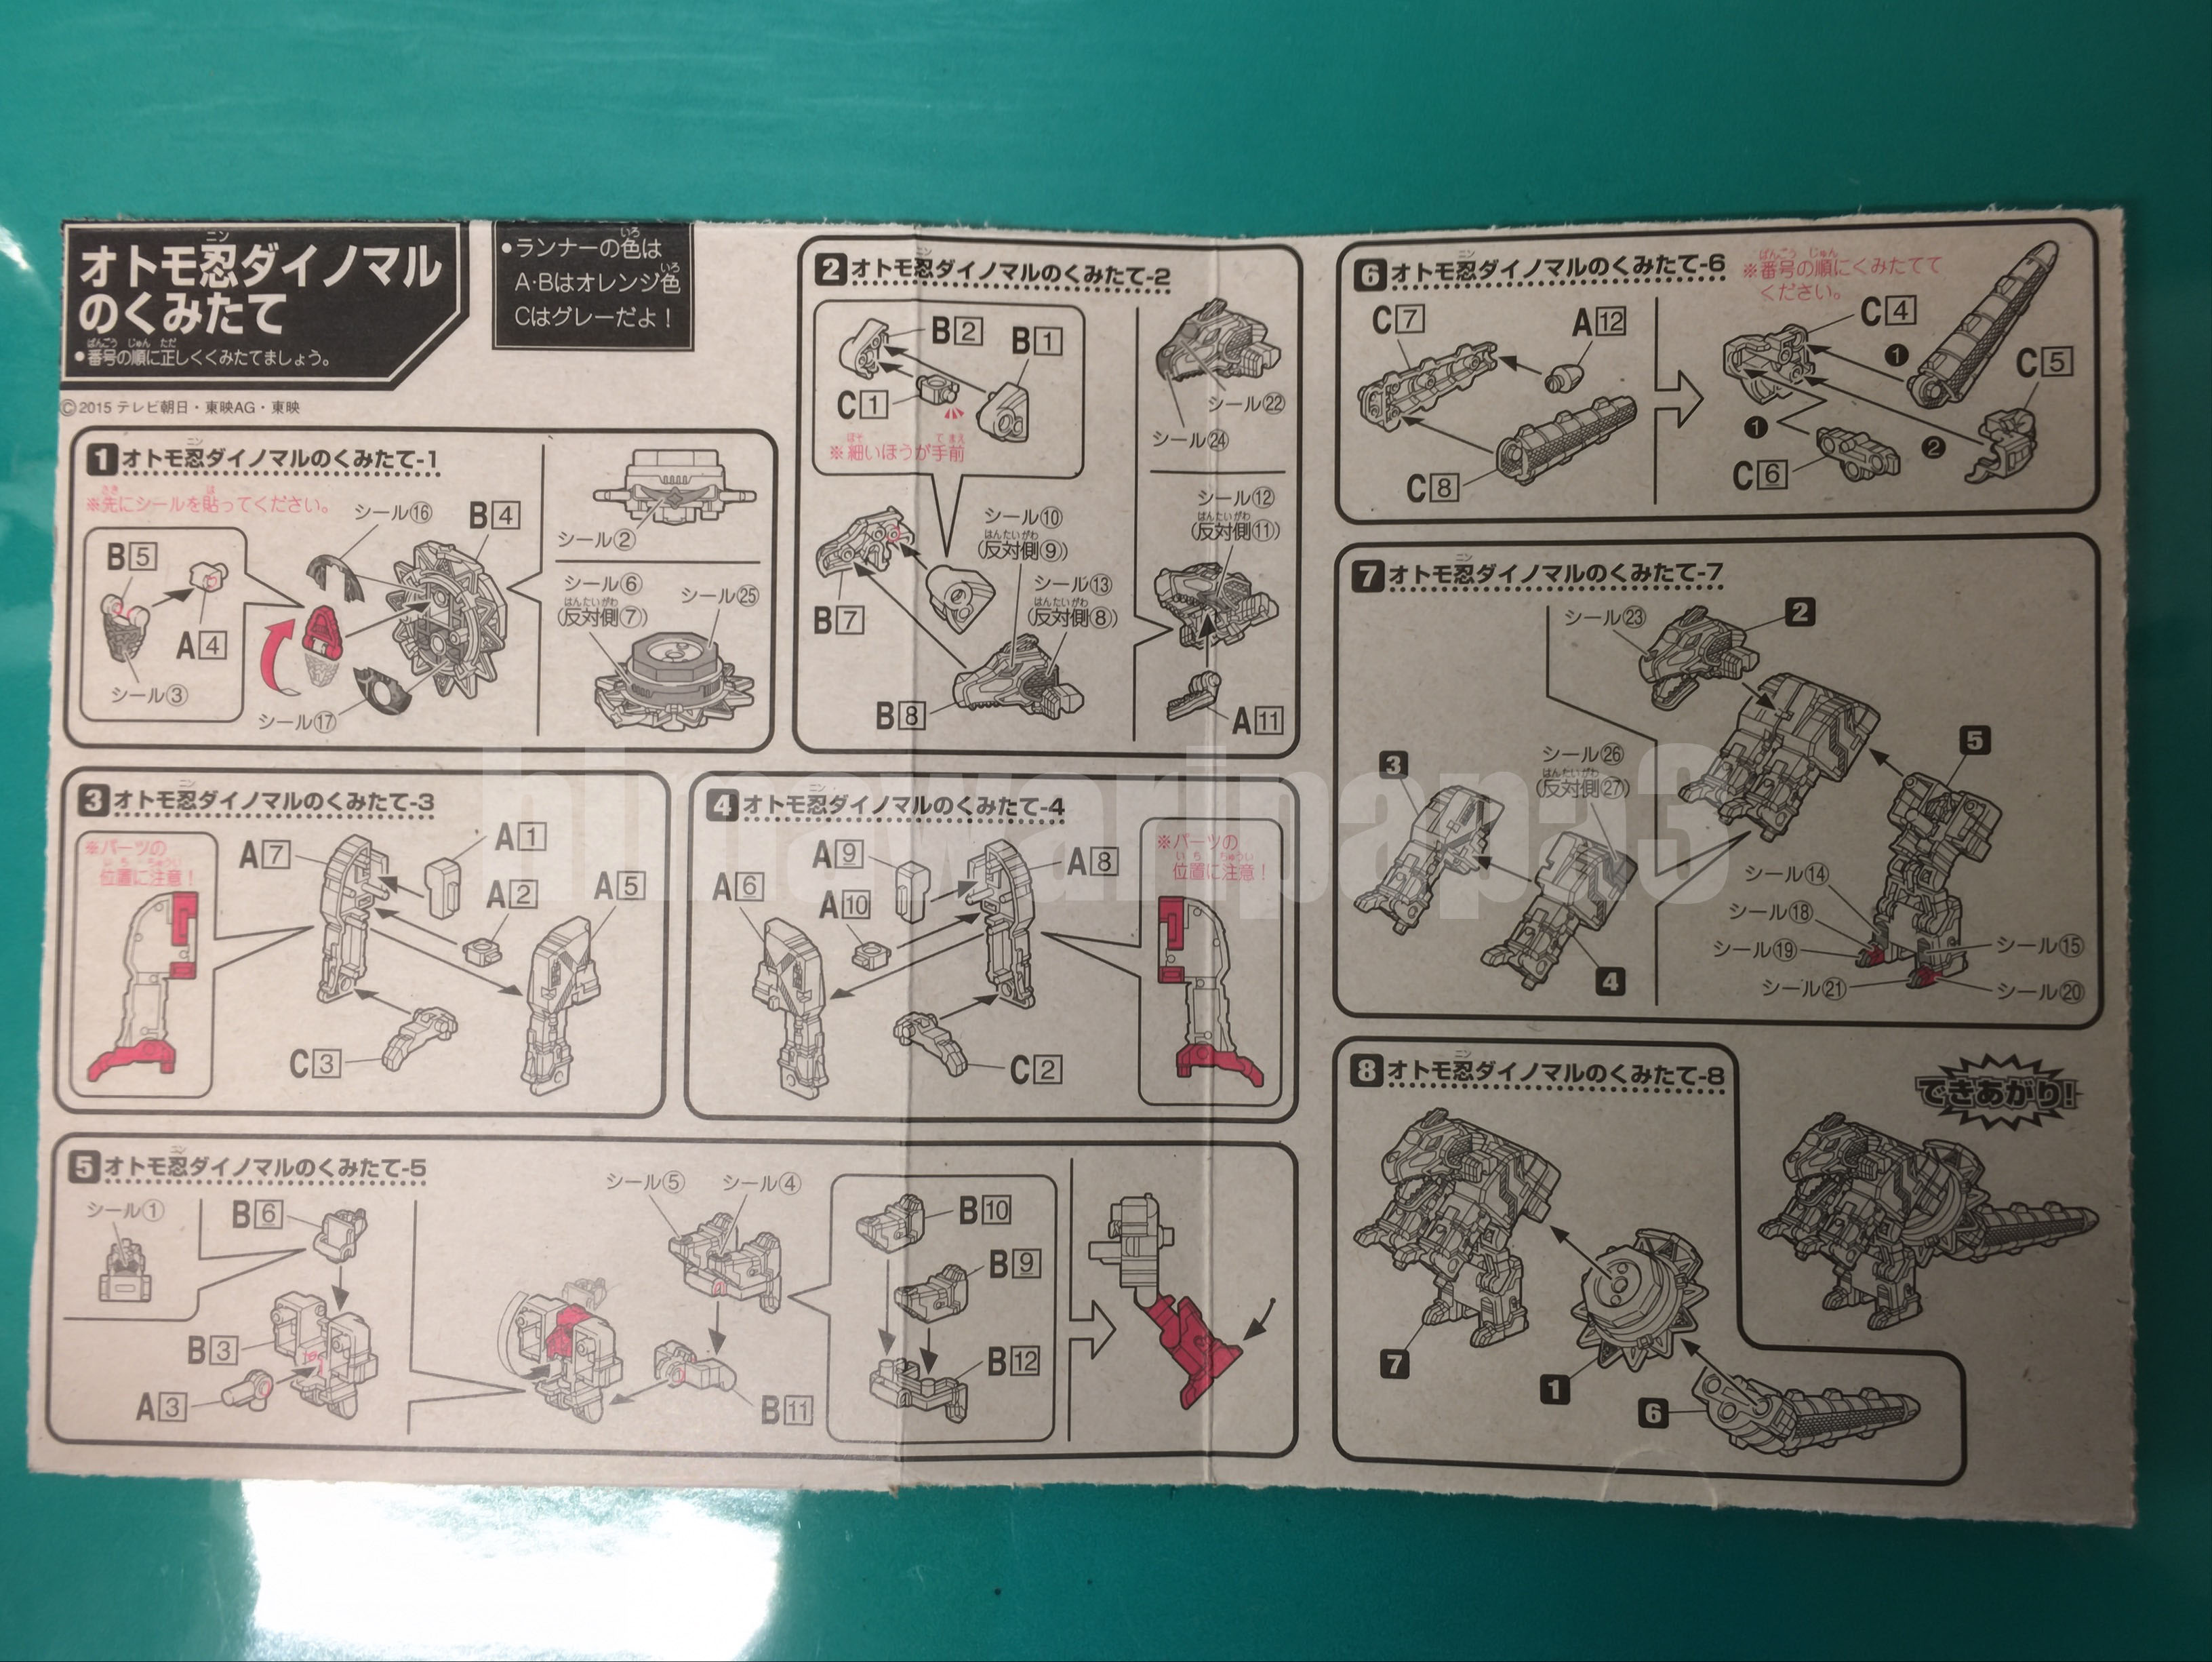 オトモ忍ダイノマル
のくみたて
●番号の順に正しくくみたてましょう。
©2015 テレビ朝日・東映AG・東映
●ランナーの色は
A・Bはオレンジ色
Cはグレーだよ！
1 オトモ忍ダイノマルのくみたて-1
※先にシールを貼ってください。
シール⑯
B4
B5
A4
シール③
シール⑰
シール②
シール⑥
(反対側⑦)
シール㉕
2 オトモ忍ダイノマルのくみたて-2
B2
B1
C1
※細いほうが手前
シール㉒
シール㉔
B7
シール⑩
(反対側⑨)
シール⑬
(反対側⑧)
B8
シール⑫
(反対側⑪)
A11
3 オトモ忍ダイノマルのくみたて-3
※パーツの
位置に注意！
A7
A1
A2
A5
C3
4 オトモ忍ダイノマルのくみたて-4
A9
A8
A6
A10
C2
※パーツの
位置に注意！
5 オトモ忍ダイノマルのくみたて-5
シール①
B6
B3
A3
シール⑤
シール④
B11
B10
B9
B12
6 オトモ忍ダイノマルのくみたて-6
※番号の順にくみたてて
ください。
C7
A12
C8
C4
❶
C5
❶
❷
C6
7 オトモ忍ダイノマルのくみたて-7
シール㉓
2
5
3
シール㉖
(反対側㉗)
4
シール⑭
シール⑱
シール⑲
シール㉑
シール⑮
シール⑳
8 オトモ忍ダイノマルのくみたて-8
7
1
6
できあがり！
himawaripapa3